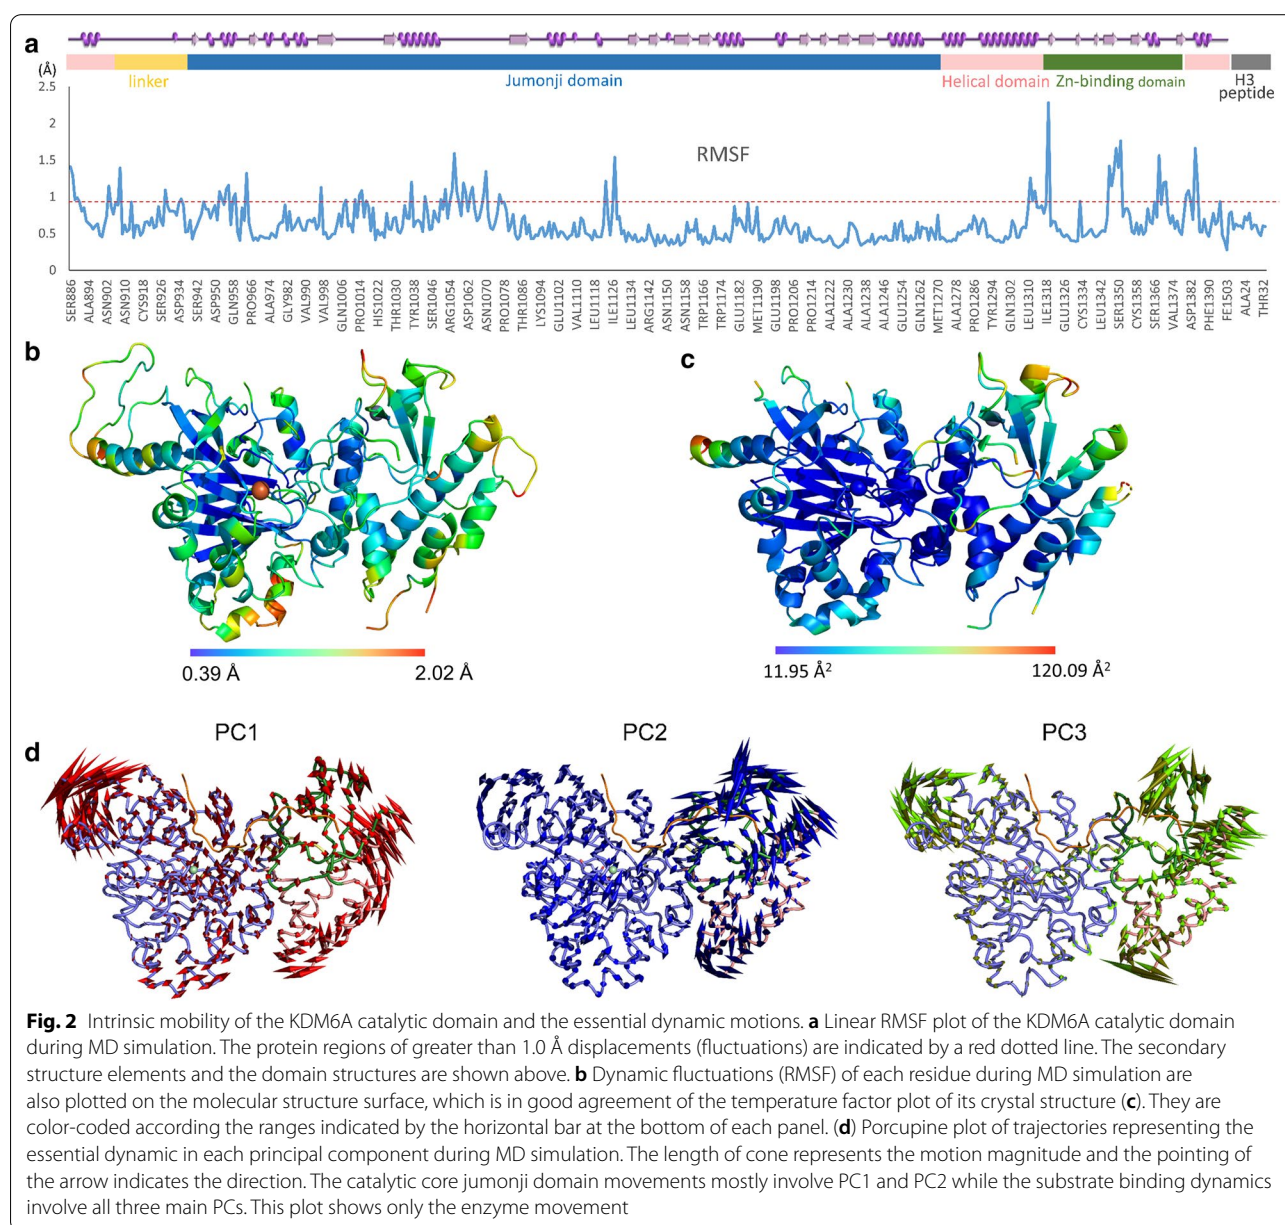 a
(Å)
linker
Jumonji domain
Helical domain
Zn-binding domain
H3
peptide
2.5
2
1.5
1
0.5
0
RMSF
SER886
ALA894
ASN902
ASN910
CYS918
SER926
ASP934
SER942
ASP950
GLN958
PRO966
ALA974
GLY982
VAL990
VAL998
GLN1006
PRO1014
HIS1022
THR1030
TYR1038
SER1046
ARG1054
ASP1062
ASN1070
PRO1078
THR1086
LYS1094
GLU1102
VAL1110
LEU1118
ILE1126
LEU1134
ARG1142
ASN1150
ASN1158
TRP1166
TRP1174
GLU1182
MET1190
GLU1198
PRO1206
PRO1214
ALA1222
ALA1230
ALA1238
ALA1246
GLU1254
GLN1262
MET1270
ALA1278
PRO1286
TYR1294
GLN1302
LEU1310
ILE1318
GLU1326
CYS1334
LEU1342
SER1350
CYS1358
SER1366
VAL1374
ASP1382
PHE1390
FE1503
ALA24
THR32
b
c
0.39 Å
2.02 Å
11.95 Å²
120.09 Å²
d
PC1
PC2
PC3
Fig. 2 Intrinsic mobility of the KDM6A catalytic domain and the essential dynamic motions. a Linear RMSF plot of the KDM6A catalytic domain
during MD simulation. The protein regions of greater than 1.0 Å displacements (fluctuations) are indicated by a red dotted line. The secondary
structure elements and the domain structures are shown above. b Dynamic fluctuations (RMSF) of each residue during MD simulation are
also plotted on the molecular structure surface, which is in good agreement of the temperature factor plot of its crystal structure (c). They are
color-coded according the ranges indicated by the horizontal bar at the bottom of each panel. (d) Porcupine plot of trajectories representing the
essential dynamic in each principal component during MD simulation. The length of cone represents the motion magnitude and the pointing of
the arrow indicates the direction. The catalytic core jumonji domain movements mostly involve PC1 and PC2 while the substrate binding dynamics
involve all three main PCs. This plot shows only the enzyme movement